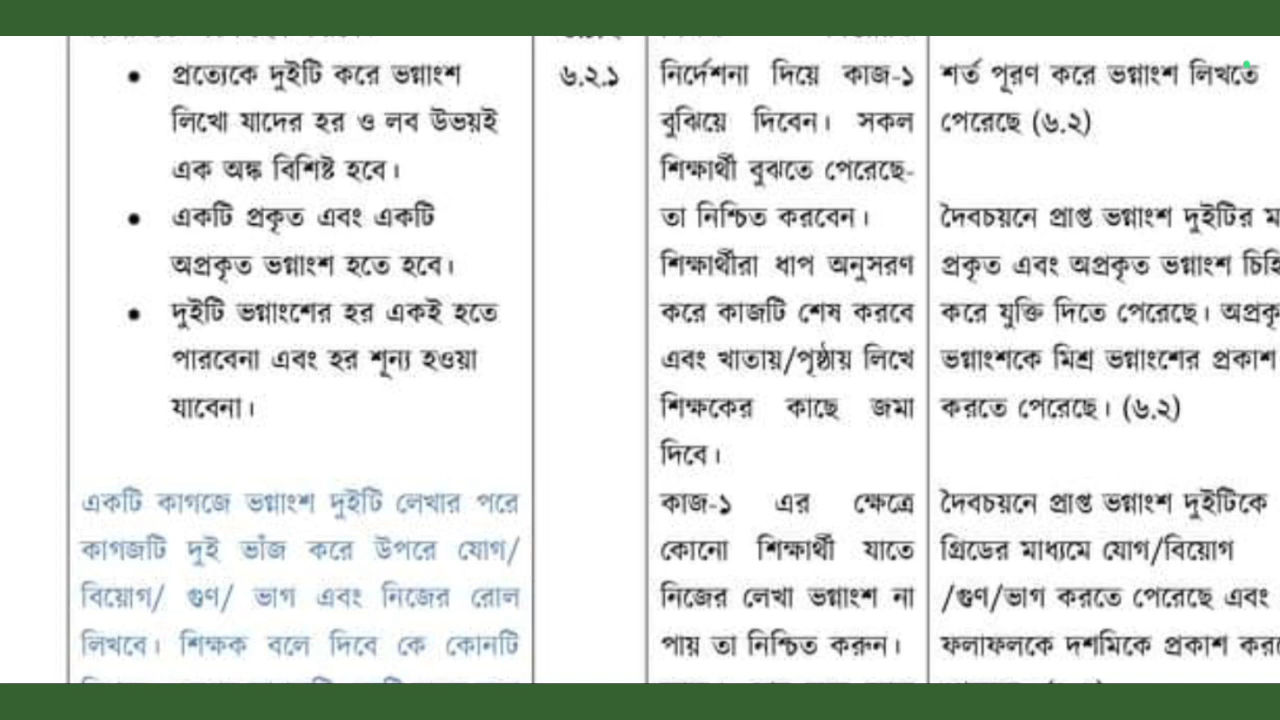 প্রত্যেকে দুইটি করে ভগ্নাংশ
লিখো যাদের হর ও লব উভয়ই
এক অঙ্ক বিশিষ্ট হবে।
একটি প্রকৃত এবং একটি
অপ্রকৃত ভগ্নাংশ হতে হবে।
দুইটি ভগ্নাংশের হর একই হতে
পারবেনা এবং হর শূন্য হওয়া
যাবেনা।
একটি কাগজে ভগ্নাংশ দুইটি লেখার পরে
কাগজটি দুই ভাঁজ করে উপরে যোগ/
বিয়োগ/ গুণ/ ভাগ এবং নিজের রোল
লিখবে। শিক্ষক বলে দিবে কে কোনটি
৬.২.১
নির্দেশনা দিয়ে কাজ-১
বুঝিয়ে দিবেন। সকল
শিক্ষার্থী বুঝতে পেরেছে-
তা নিশ্চিত করবেন।
শিক্ষার্থীরা ধাপ অনুসরণ
করে কাজটি শেষ করবে
এবং খাতায়/পৃষ্ঠায় লিখে
শিক্ষকের কাছে জমা
দিবে।
কাজ-১ এর ক্ষেত্রে
কোনো শিক্ষার্থী যাতে
নিজের লেখা ভগ্নাংশ না
পায় তা নিশ্চিত করুন।
শর্ত পূরণ করে ভগ্নাংশ লিখতে
পেরেছে (৬.২)
দৈবচয়নে প্রাপ্ত ভগ্নাংশ দুইটির ম
প্রকৃত এবং অপ্রকৃত ভগ্নাংশ চিহ্নি
করে যুক্তি দিতে পেরেছে। অপ্রকৃ
ভগ্নাংশকে মিশ্র ভগ্নাংশের প্রকাশ
করতে পেরেছে। (৬.২)
দৈবচয়নে প্রাপ্ত ভগ্নাংশ দুইটিকে
গ্রিডের মাধ্যমে যোগ/বিয়োগ
/গুণ/ভাগ করতে পেরেছে এবং
ফলাফলকে দশমিকে প্রকাশ কর